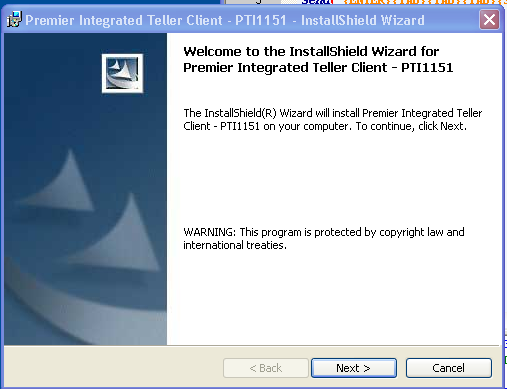 Send
Premier Integrated Teller Client - PTI1151 - InstallShield Wizard
Welcome to the InstallShield Wizard for
Premier Integrated Teller Client - PTI1151
The InstallShield(R) Wizard will install Premier Integrated Teller
Client - PTI1151 on your computer. To continue, click Next.
WARNING: This program is protected by copyright law and
international treaties.
< Back
Next >
Cancel